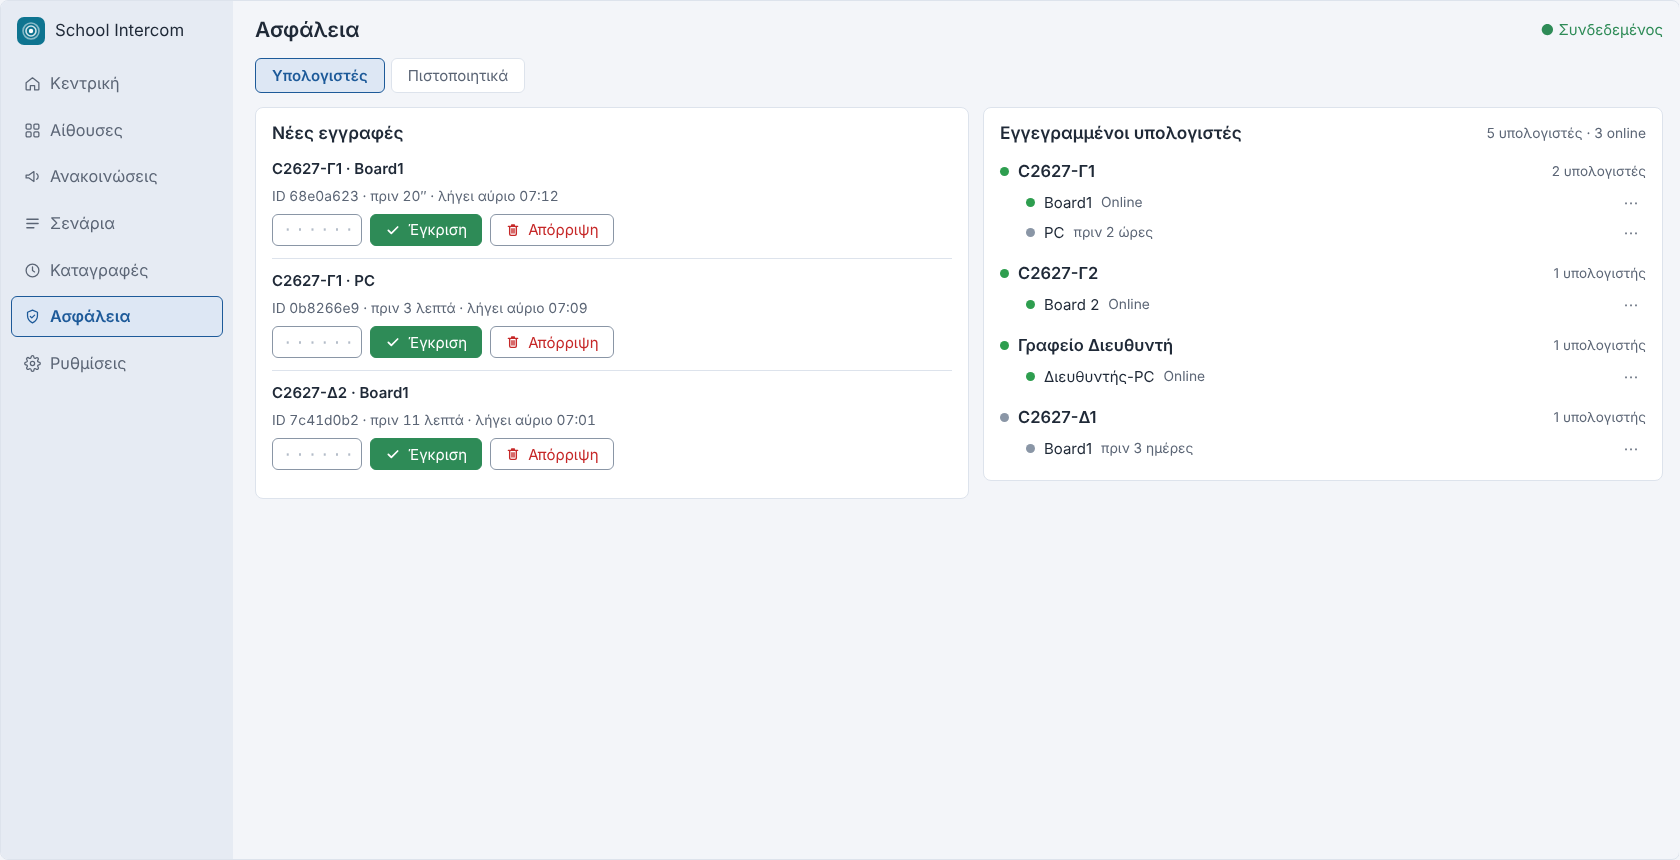 School Intercom
Κεντρική
Αίθουσες
Ανακοινώσεις
Σενάρια
Καταγραφές
Ασφάλεια
Ρυθμίσεις
Ασφάλεια
Συνδεδεμένος
Υπολογιστές
Πιστοποιητικά
Νέες εγγραφές
C2627-Γ1 · Board1
ID 68e0a623 · πριν 20″ · λήγει αύριο 07:12
· · · · · · Έγκριση Απόρριψη
C2627-Γ1 · PC
ID 0b8266e9 · πριν 3 λεπτά · λήγει αύριο 07:09
· · · · · · Έγκριση Απόρριψη
C2627-Δ2 · Board1
ID 7c41d0b2 · πριν 11 λεπτά · λήγει αύριο 07:01
· · · · · · Έγκριση Απόρριψη
Εγγεγραμμένοι υπολογιστές 5 υπολογιστές · 3 online
C2627-Γ1 2 υπολογιστές
Board1 Online ···
PC πριν 2 ώρες ···
C2627-Γ2 1 υπολογιστής
Board 2 Online ···
Γραφείο Διευθυντή 1 υπολογιστής
Διευθυντής-PC Online ···
C2627-Δ1 1 υπολογιστής
Board1 πριν 3 ημέρες ···